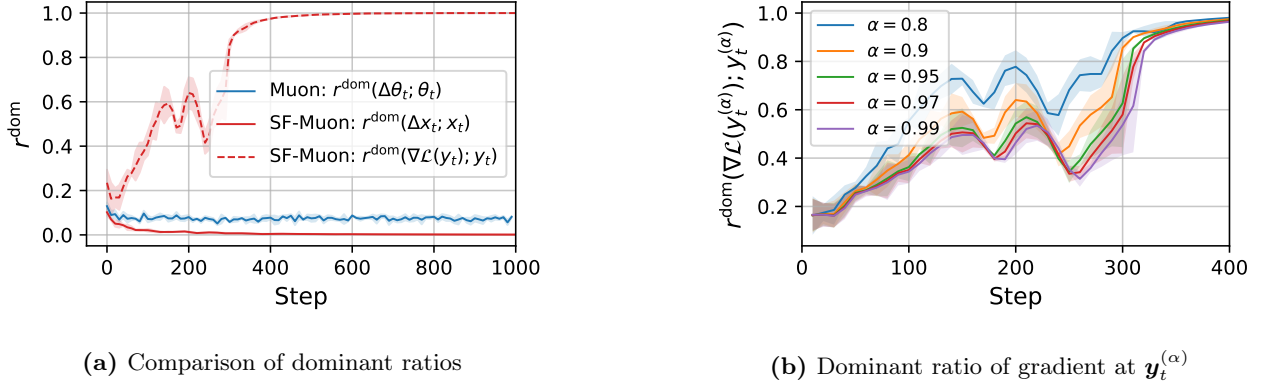 1.0
0.8
0.6
0.4
0.2
0.0
r^dom
0 200 400 600 800 1000
Step
Muon: r^dom(Δθ_t; θ_t)
SF-Muon: r^dom(Δx_t; x_t)
SF-Muon: r^dom(∇ℒ(y_t); y_t)
(a) Comparison of dominant ratios
1.0
0.8
0.6
0.4
0.2
r^dom(∇ℒ(y_t^(α)); y_t^(α))
0 100 200 300 400
Step
α = 0.8
α = 0.9
α = 0.95
α = 0.97
α = 0.99
(b) Dominant ratio of gradient at y_t^(α)